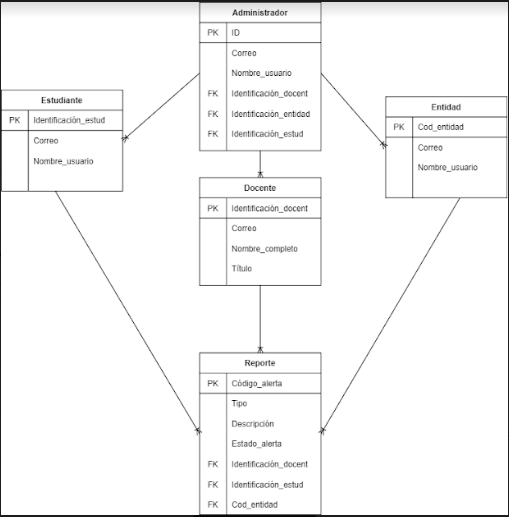 Administrador
PK ID
Correo
Nombre_usuario
FK Identificación_docent
FK Identificación_entidad
FK Identificación_estud
Estudiante
PK Identificación_estud
Correo
Nombre_usuario
Entidad
PK Cod_entidad
Correo
Nombre_usuario
Docente
PK Identificación_docent
Correo
Nombre_completo
Título
Reporte
PK Código_alerta
Tipo
Descripción
Estado_alerta
FK Identificación_docent
FK Identificación_estud
FK Cod_entidad